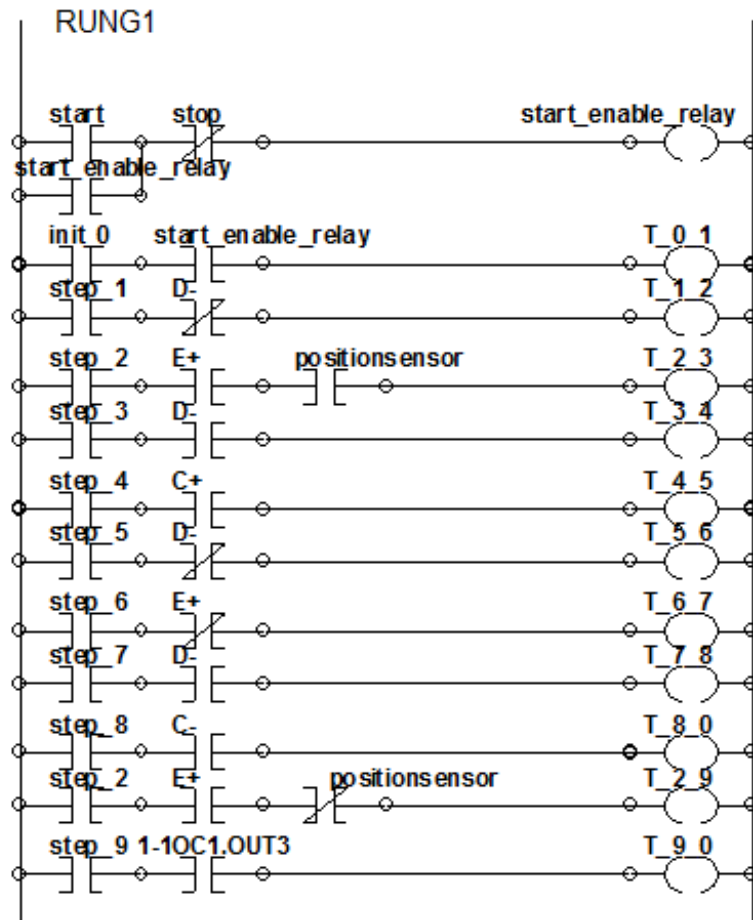 RUNG1
start stop start_enable_relay
start_enable_relay
init_0 start_enable_relay T_0_1
step_1 D- T_1_2
step_2 E+ positionsensor T_2_3
step_3 D- T_3_4
step_4 C+ T_4_5
step_5 D- T_5_6
step_6 E+ T_6_7
step_7 D- T_7_8
step_8 C- T_8_0
step_2 E+ positionsensor T_2_9
step_9 1-1OC1.OUT3 T_9_0